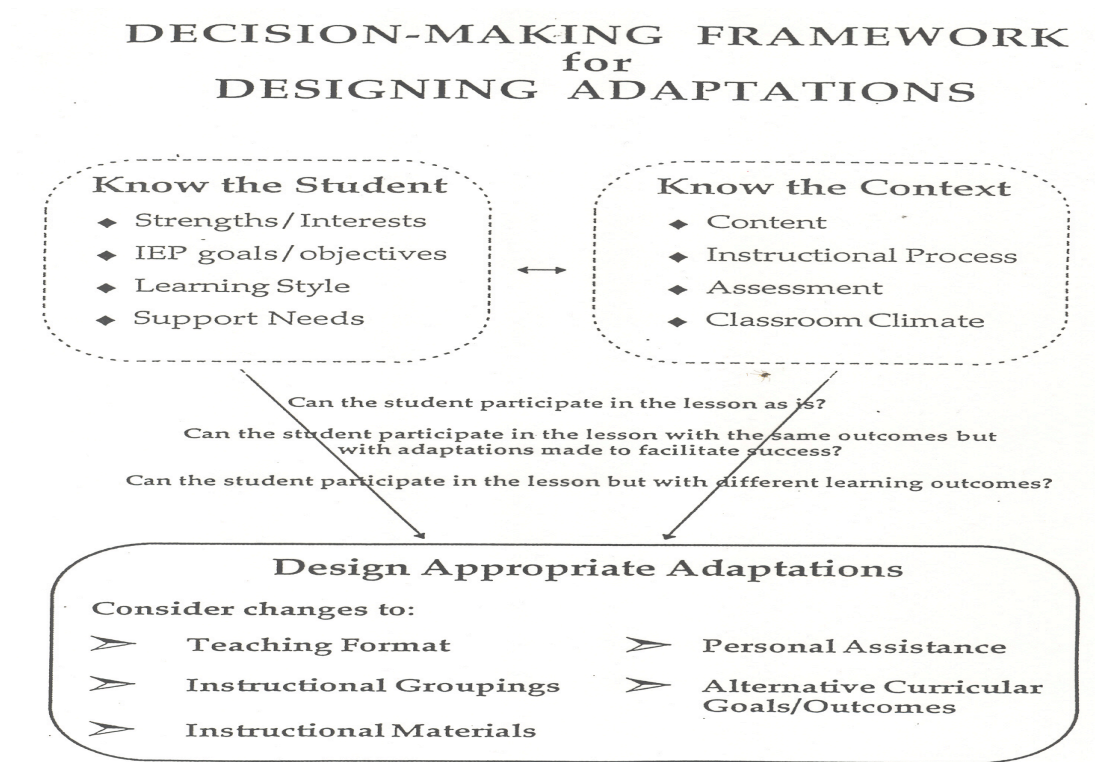 DECISION-MAKING FRAMEWORK
for
DESIGNING ADAPTATIONS
Know the Student
◆ Strengths/Interests
◆ IEP goals/objectives
◆ Learning Style
◆ Support Needs
Know the Context
◆ Content
◆ Instructional Process
◆ Assessment
◆ Classroom Climate
Can the student participate in the lesson as is?
Can the student participate in the lesson with the same outcomes but
with adaptations made to facilitate success?
Can the student participate in the lesson but with different learning outcomes?
Design Appropriate Adaptations
Consider changes to:
➢ Teaching Format
➢ Instructional Groupings
➢ Instructional Materials
➢ Personal Assistance
➢ Alternative Curricular
Goals/Outcomes